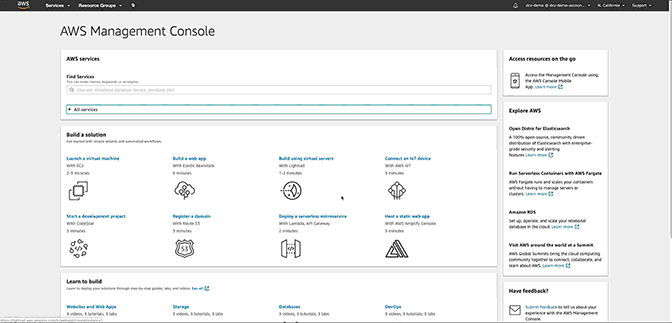 aws Services Resource Groups dev-demo @ dev-demo-accoun... N. California Support
AWS Management Console
AWS services
Find Services
You can enter names, keywords or acronyms.
Example: Relational Database Service, database, RDS
All services
Build a solution
Get started with simple wizards and automated workflows.
Launch a virtual machine
With EC2
2-3 minutes
Build a web app
With Elastic Beanstalk
6 minutes
Build using virtual servers
With Lightsail
1-2 minutes
Connect an IoT device
With AWS IoT
5 minutes
Start a development project
With CodeStar
5 minutes
Register a domain
With Route 53
3 minutes
53
Deploy a serverless microservice
With Lambda, API Gateway
2 minutes
Host a static web app
With AWS Amplify Console
5 minutes
Learn to build
Learn to deploy your solutions through step-by-step guides, labs, and videos. See all
Websites and Web Apps
3 videos, 3 tutorials, 3 labs
Storage
3 videos, 3 tutorials, 3 labs
Databases
3 videos, 3 tutorials, 3 labs
DevOps
3 videos, 3 tutorials, 3 labs
Access resources on the go
Access the Management Console using
the AWS Console Mobile
App. Learn more
Explore AWS
Open Distro for Elasticsearch
A 100% open-source, community driven
distribution of Elasticsearch with enterprise-
grade security and alerting
features Learn more
Run Serverless Containers with AWS Fargate
AWS Fargate runs and scales your containers
without having to manage servers or
clusters. Learn more
Amazon RDS
Set up, operate, and scale your relational
database in the cloud. Learn more
Visit AWS around the world at a Summit
AWS Global Summits bring the cloud computing
community together to connect, collaborate, and
learn about AWS. Learn more
Have feedback?
Submit feedback to tell us about your
experience with the AWS Management
Console.